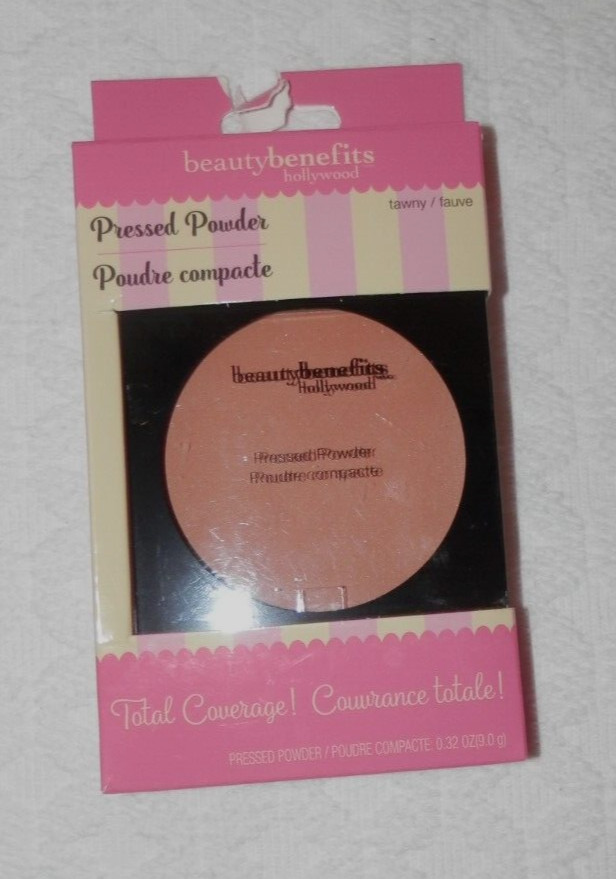 beautybenefits
hollywood
tawny / fauve
Pressed Powder
Poudre compacte
beautybenefits
hollywood
Pressed Powder
Poudre compacte
Total Coverage! Couvrance totale!
PRESSED POWDER / POUDRE COMPACTE: 0.32 OZ(9.0 g)